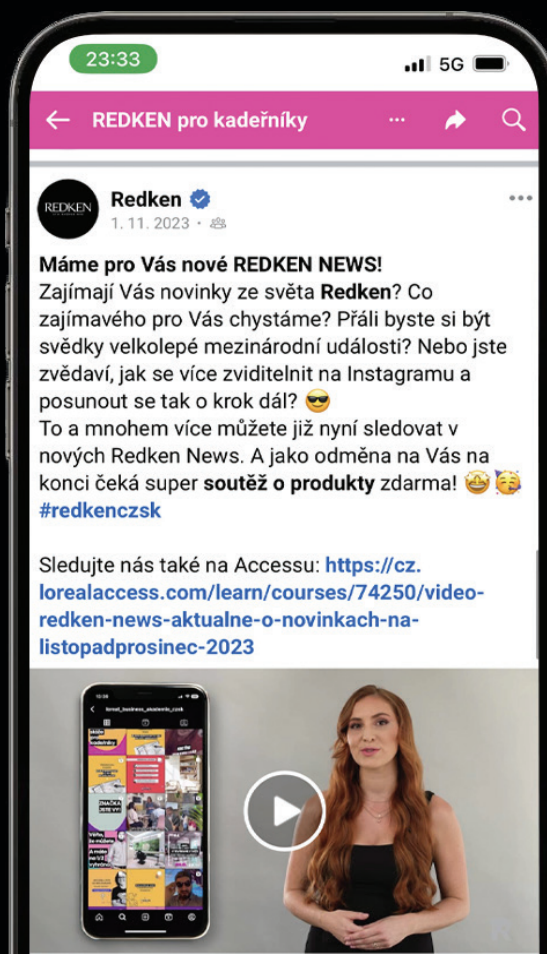 23:33
5G
REDKEN pro kadeřníky
REDKEN
Redken
1. 11. 2023
Máme pro Vás nové REDKEN NEWS!
Zajímají Vás novinky ze světa Redken? Co
zajímavého pro Vás chystáme? Přáli byste si být
svědky velkolepé mezinárodní události? Nebo jste
zvědaví, jak se více zviditelnit na Instagramu a
posunout se tak o krok dál? 😎
To a mnohem více můžete již nyní sledovat v
nových Redken News. A jako odměna na Vás na
konci čeká super soutěž o produkty zdarma! 🤩🥳
#redkenczsk
Sledujte nás také na Accessu: https://cz.
lorealaccess.com/learn/courses/74250/video-
redken-news-aktualne-o-novinkach-na-
listopadprosinec-2023
ZNAČKA
JSTE VY!